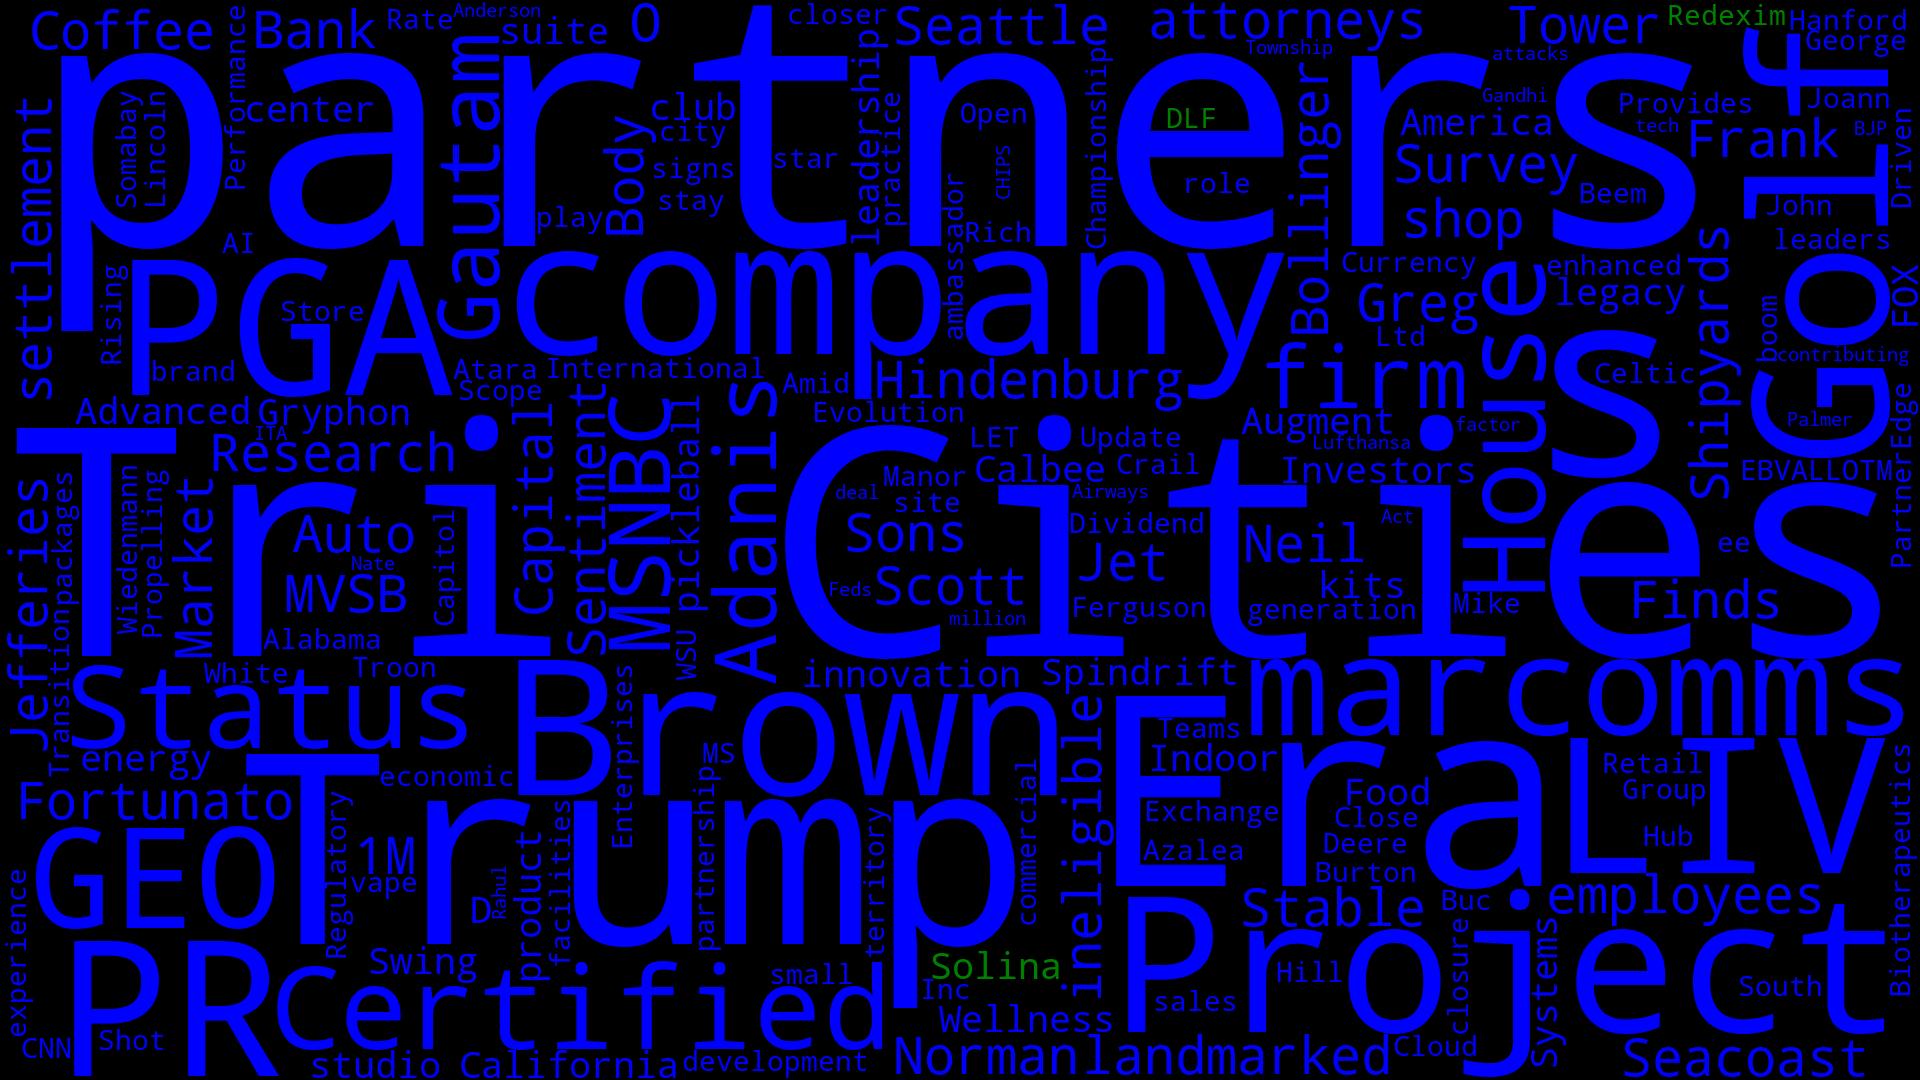 Coffee Bank Rate Anderson suite O closer Seattle attorneys Tower Redexim Hanford
George
Township attacks
partners
Performance
Gautam
leadership
Championship
Golf
settlement
Somabay
Lincoln
center
Body
club
city
signs
stay
star
practice
Open
CHIPS
DLF
role
Bollinger
Gandhi
America
Survey
Provides
tech
Frank
Joann
BJP
Driven
Beem
shop
John
leaders
AI
play
Rich
ambassador
PGA
company
Currency
enhanced
legacy
Greg
Ltd
House
Shipyards
FOX
boom
contributing
Rising
Store
brand
Atara International
Scope
Amid
Hindenburg
firm
Celtic
Advanced Gryphon
ITA
Research
Evolution
LET
Update
Augment
Lufthansa
factor
Palmer
PartnerEdge
EBVALLOTM
Tri Cities
Jefferies
Transitionpackages
Wiedenmann
Propelling
Market
Auto
Nate
MVSB
Capitol
Capital
Sentiment
MSNBC
pickleball
WSU
Adanis
Manor
deal
site
Calbee
Crail
Airways
Investors
Sons
Dividend
Act
Jet
Neil
Feds
Scott
million
Ferguson
kits
generation
Mike
ee
Finds
Alabama
White
Troon
Status
energy
economic
Brown
Enterprises
MS
innovation
Spindrift
marcomms
Teams
Indoor
Era
LIV
Retail
Group
Hub
Fortunato
Trump
GEO
1M
vape
Regulatory
D
Rahul
product
facilities
partnership
territory
commercial
ineligible
Exchange
Azalea
Food
Close
Deere
Burton
Stable
Buc
employees
Biotherapeutics
experience
PR
CNN
Shot
Swing
Certified
small
Solina
Inc
Wellness
Project
sales
Hill
closure
Systems
South
studio California development Norman landmarked Cloud Seacoast